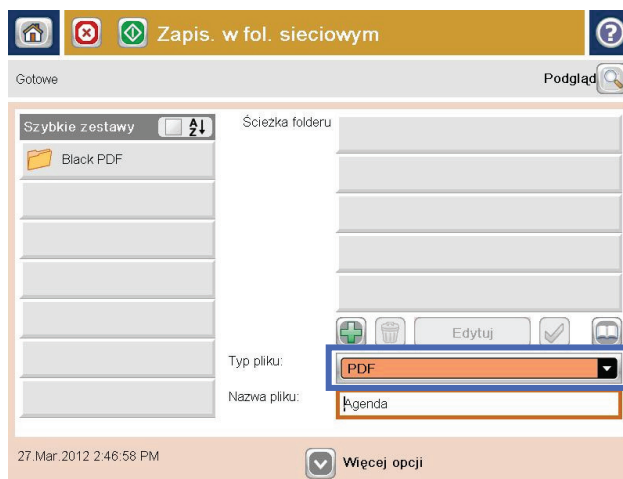 Zapis. w fol. sieciowym
?
Gotowe
Podgląd
Szybkie zestawy
A
Z
Ścieżka folderu
Black PDF
Edytuj
Typ pliku:
PDF
Nazwa pliku:
Agenda
27.Mar.2012 2:46:58 PM
Więcej opcji